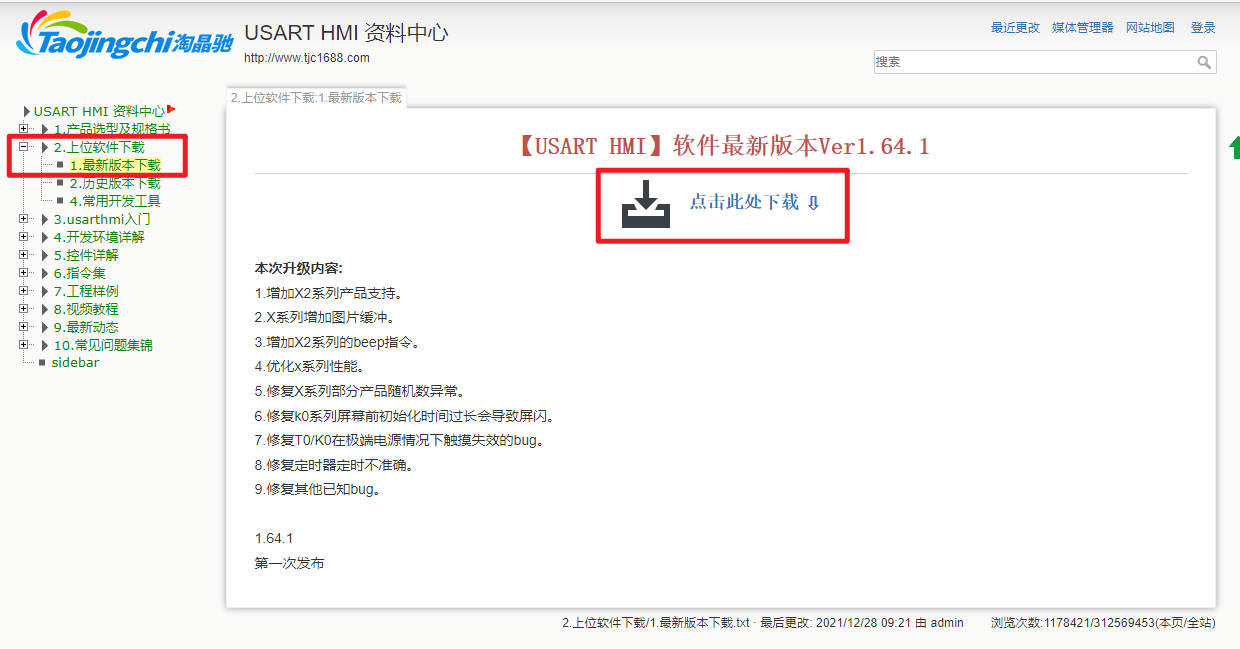 Taojingchi淘晶驰
USART HMI 资料中心
http://www.tjc1688.com
最近更改 媒体管理器 网站地图 登录
搜索
USART HMI 资料中心
1.产品选型及规格书
2.上位软件下载
1.最新版本下载
2.历史版本下载
4.常用开发工具
3.usarthmi入门
4.开发环境详解
5.控件详解
6.指令集
7.工程样例
8.视频教程
9.最新动态
10.常见问题集锦
sidebar
2.上位软件下载:1.最新版本下载
【USART HMI】软件最新版本Ver1.64.1
点击此处下载⇩
本次升级内容:
1.增加X2系列产品支持。
2.X系列增加图片缓冲。
3.增加X2系列的beep指令。
4.优化x系列性能。
5.修复X系列部分产品随机数异常。
6.修复k0系列屏幕前初始化时间过长会导致屏闪。
7.修复T0/K0在极端电源情况下触摸失效的bug。
8.修复定时器定时不准确。
9.修复其他已知bug。
1.64.1
第一次发布
2.上位软件下载/1.最新版本下载.txt · 最后更改: 2021/12/28 09:21 由 admin 浏览次数:1178421/312569453(本页/全站)